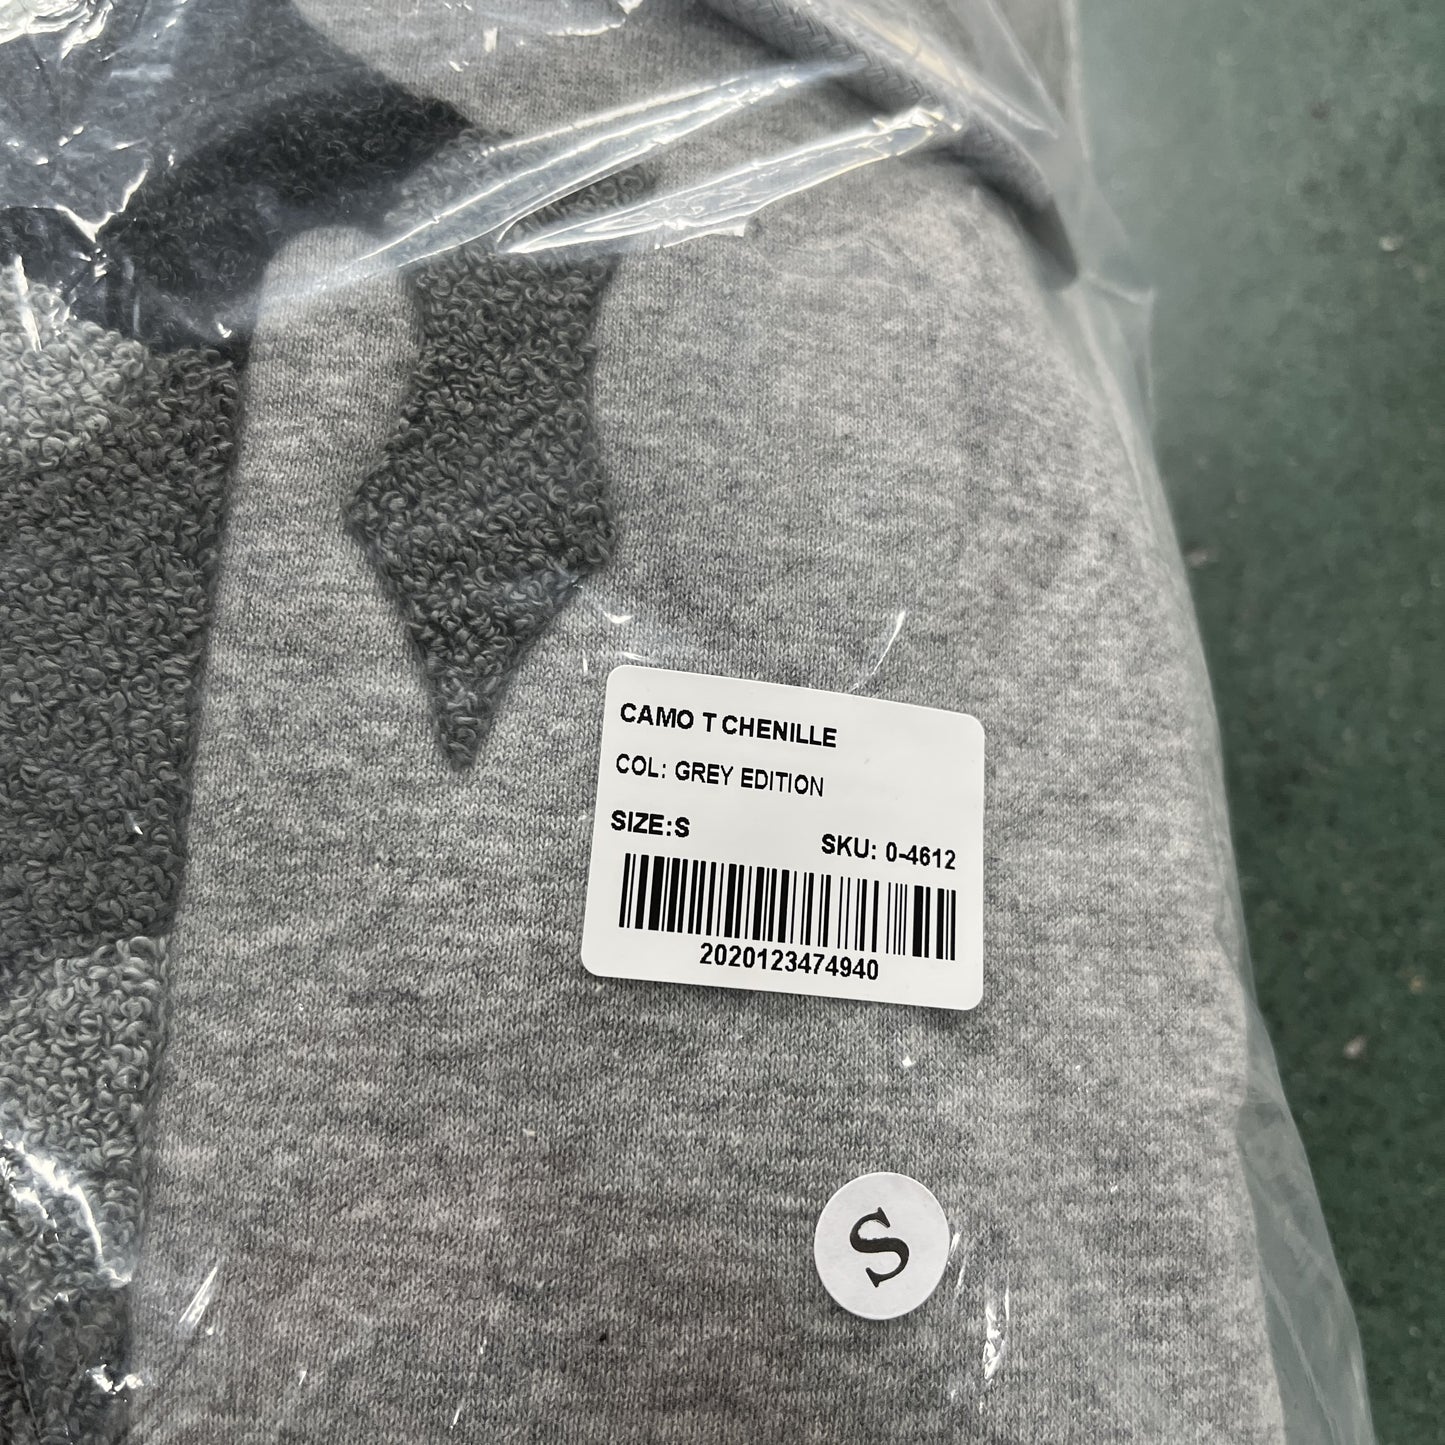 CAMO T CHENILLE
COL: GREY EDITION
SIZE:S SKU: 0-4612
2020123474940
S